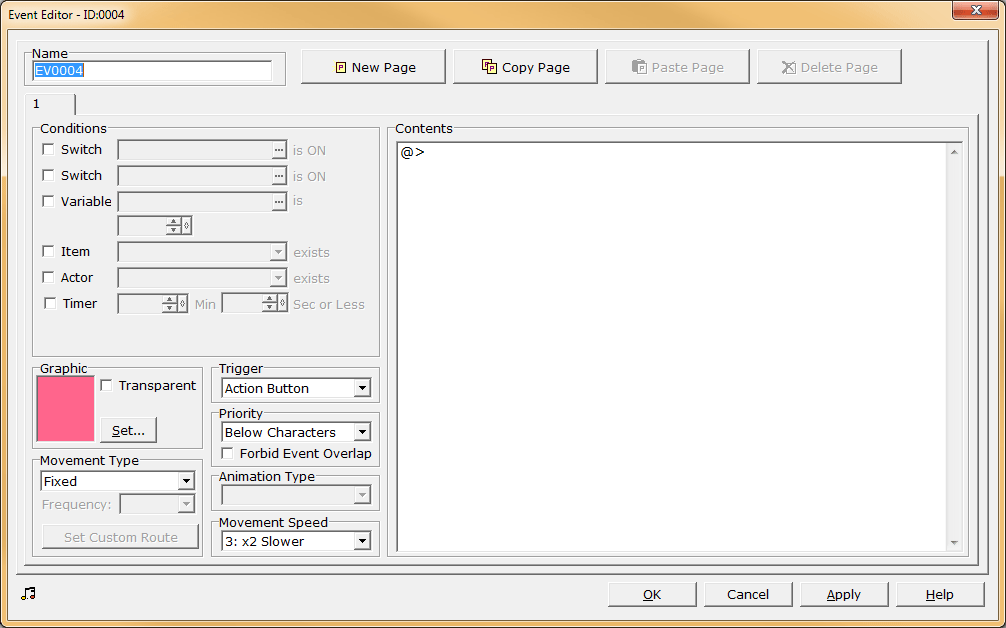 Event Editor - ID:0004
Name
EV0004
New Page
Copy Page
Paste Page
Delete Page
1
Conditions
Switch ... is ON
Switch ... is ON
Variable ... is
Item exists
Actor exists
Timer Min Sec or Less
Graphic
Transparent
Set...
Movement Type
Fixed
Frequency:
Set Custom Route
Trigger
Action Button
Priority
Below Characters
Forbid Event Overlap
Animation Type
Movement Speed
3: x2 Slower
Contents
@>
OK
Cancel
Apply
Help